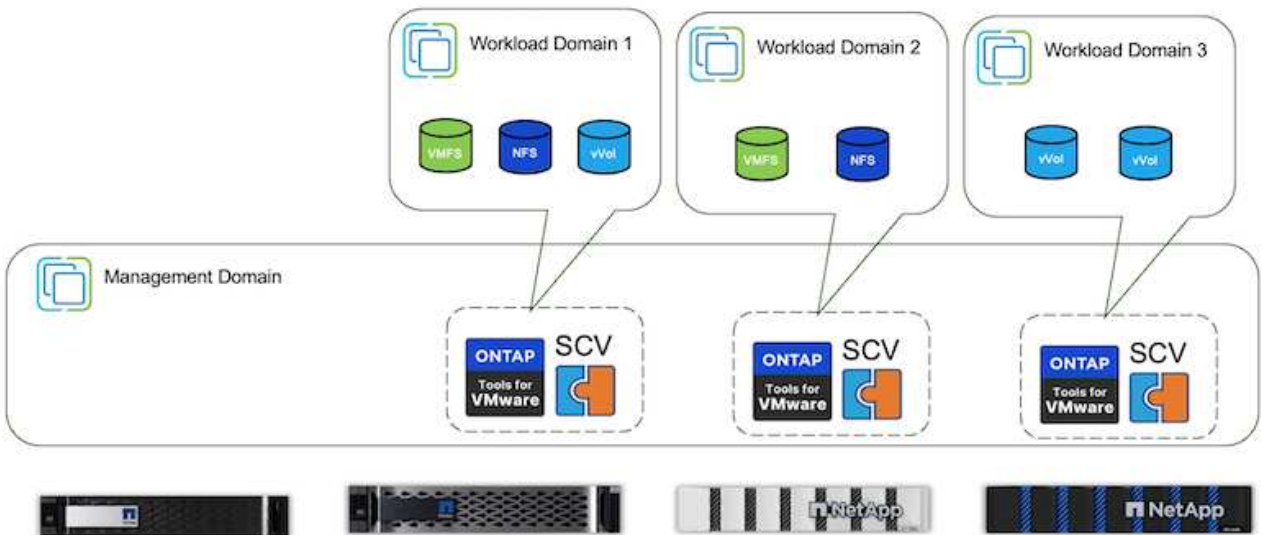 Workload Domain 1
Workload Domain 2
Workload Domain 3
VMFS
NFS
vVol
VMFS
NFS
vVol
vVol
Management Domain
ONTAP
Tools for
VMware
SCV
ONTAP
Tools for
VMware
SCV
ONTAP
Tools for
VMware
SCV
NetApp
NetApp